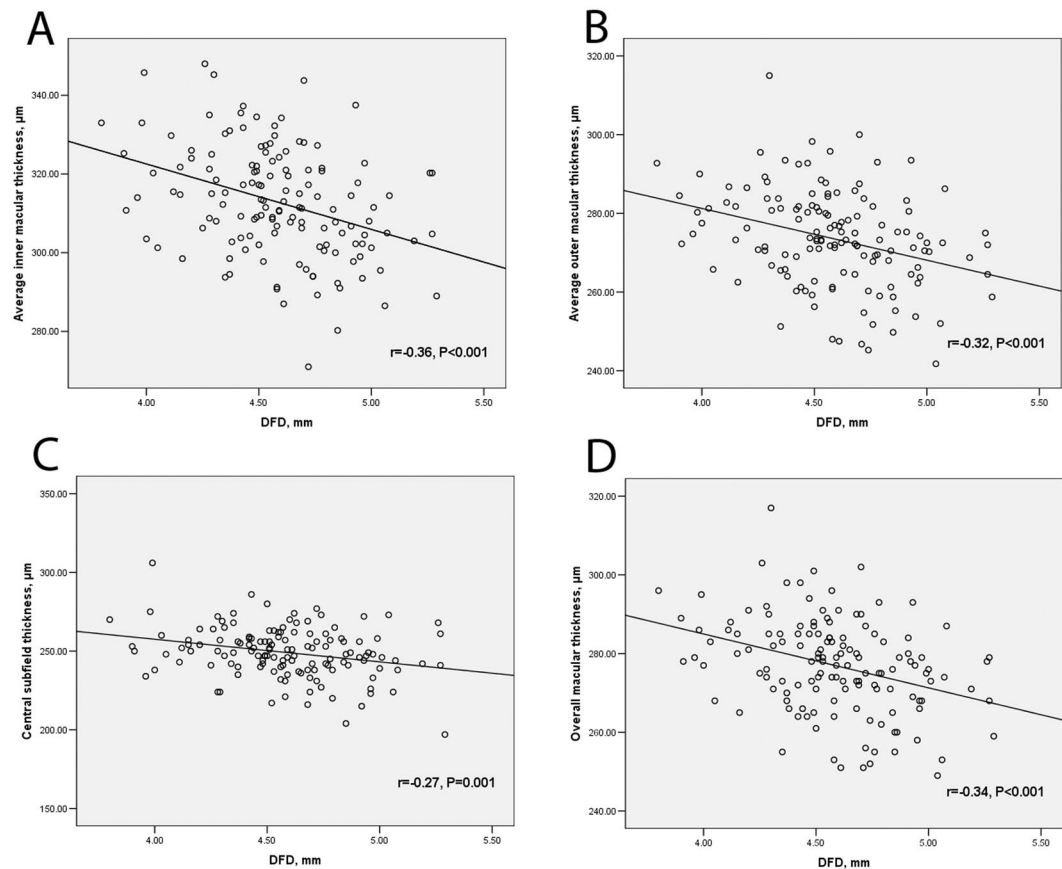 A
Average inner macular thickness, µm
340.00
320.00
300.00
280.00
r=-0.36, P<0.001
4.00 4.50 5.00 5.50
DFD, mm
B
Average outer macular thickness, µm
320.00
300.00
280.00
260.00
240.00
r=-0.32, P<0.001
4.00 4.50 5.00 5.50
DFD, mm
C
Central subfield thickness, µm
350.00
300.00
250.00
200.00
150.00
r=-0.27, P=0.001
4.00 4.50 5.00 5.50
DFD, mm
D
Overall macular thickness, µm
320.00
300.00
280.00
260.00
240.00
r=-0.34, P<0.001
4.00 4.50 5.00 5.50
DFD, mm